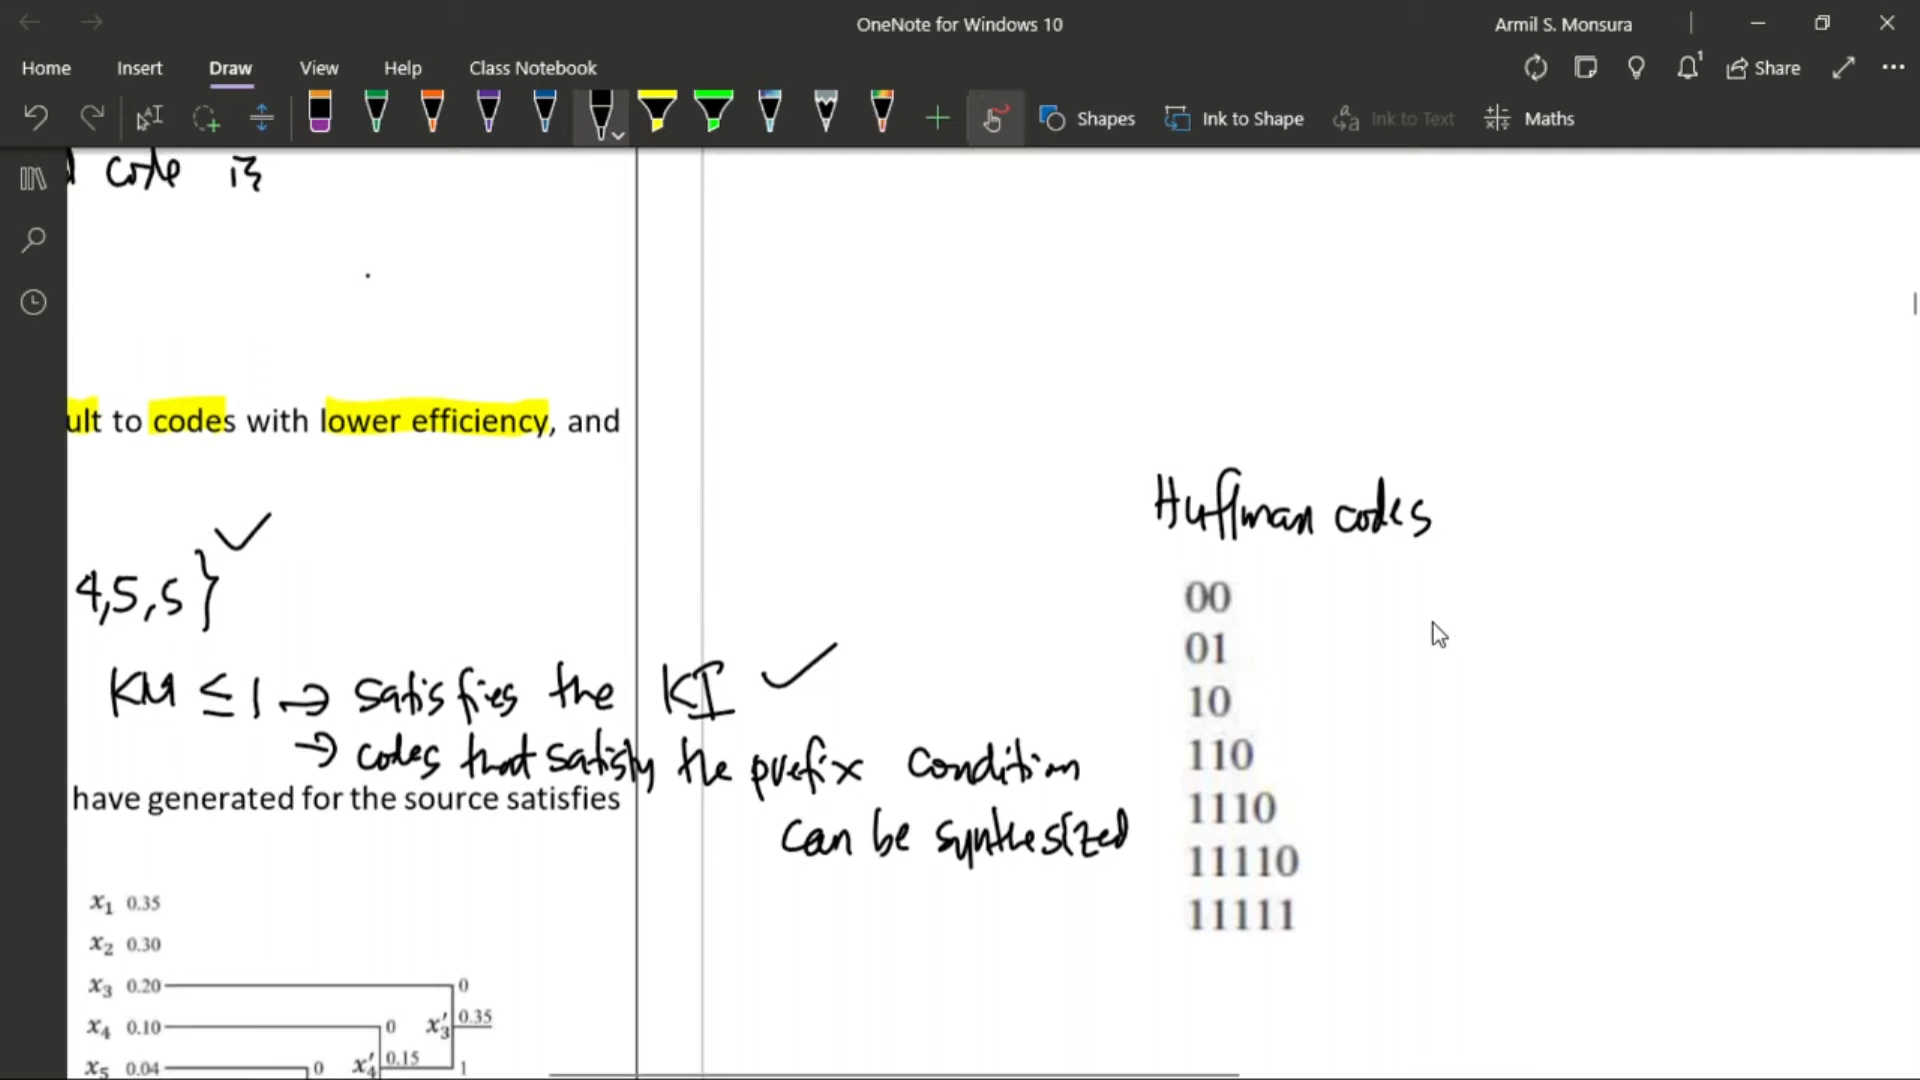 OneNote for Windows 10
Armil S. Monsura
Home Insert Draw View Help Class Notebook
1 Share
Shapes Ink to Shape Ink to Text Maths
code is
ult to codes with lower efficiency, and
4,5,5}
KM ≤ 1 → satisfies the KI
→ codes that satisfy the prefix condition
can be synthesized
have generated for the source satisfies
x₁ 0.35
x₂ 0.30
x₃ 0.20 0
x₄ 0.10 0 x₃′ 0.35
x₅ 0.04 0 x₄′ 0.15 1
Huffman codes
00
01
10
110
1110
11110
11111